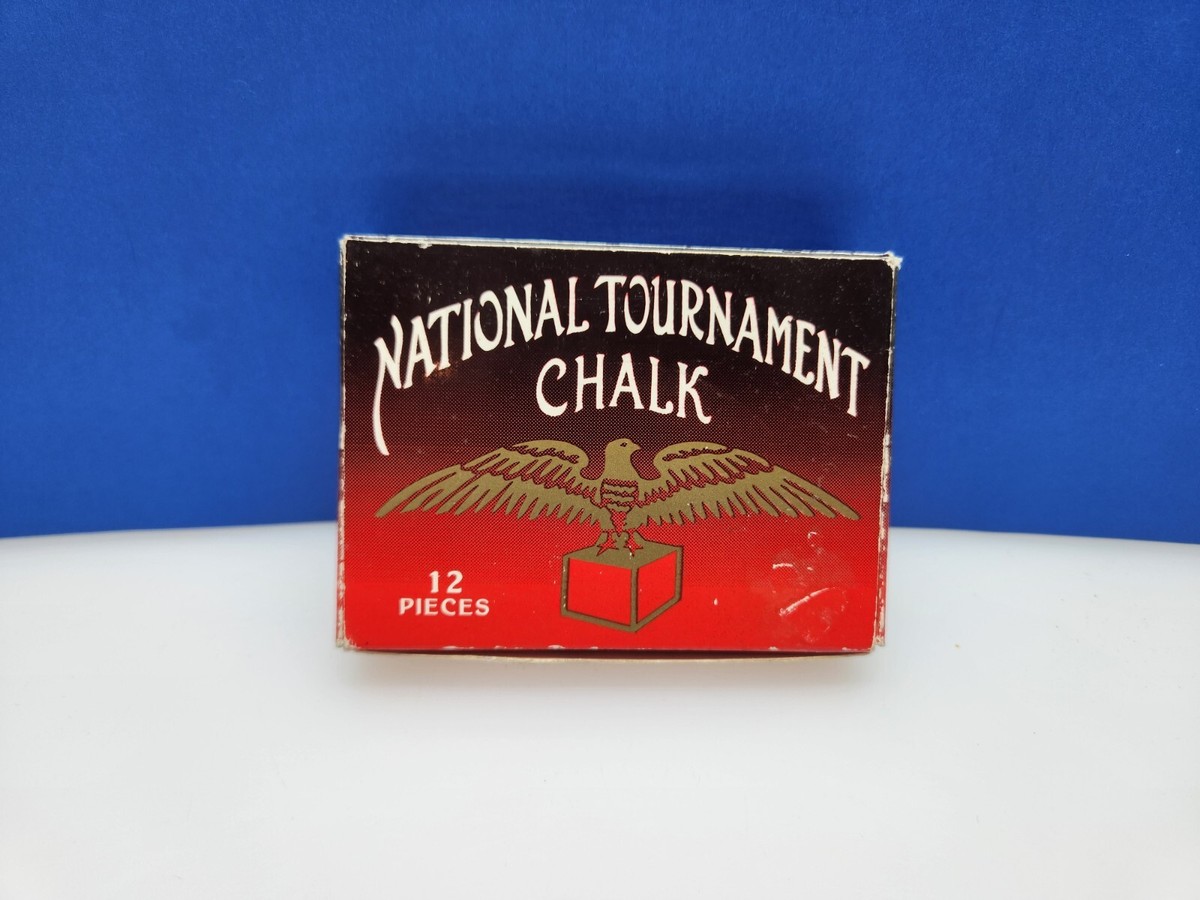 NATIONAL TOURNAMENT
CHALK
12
PIECES